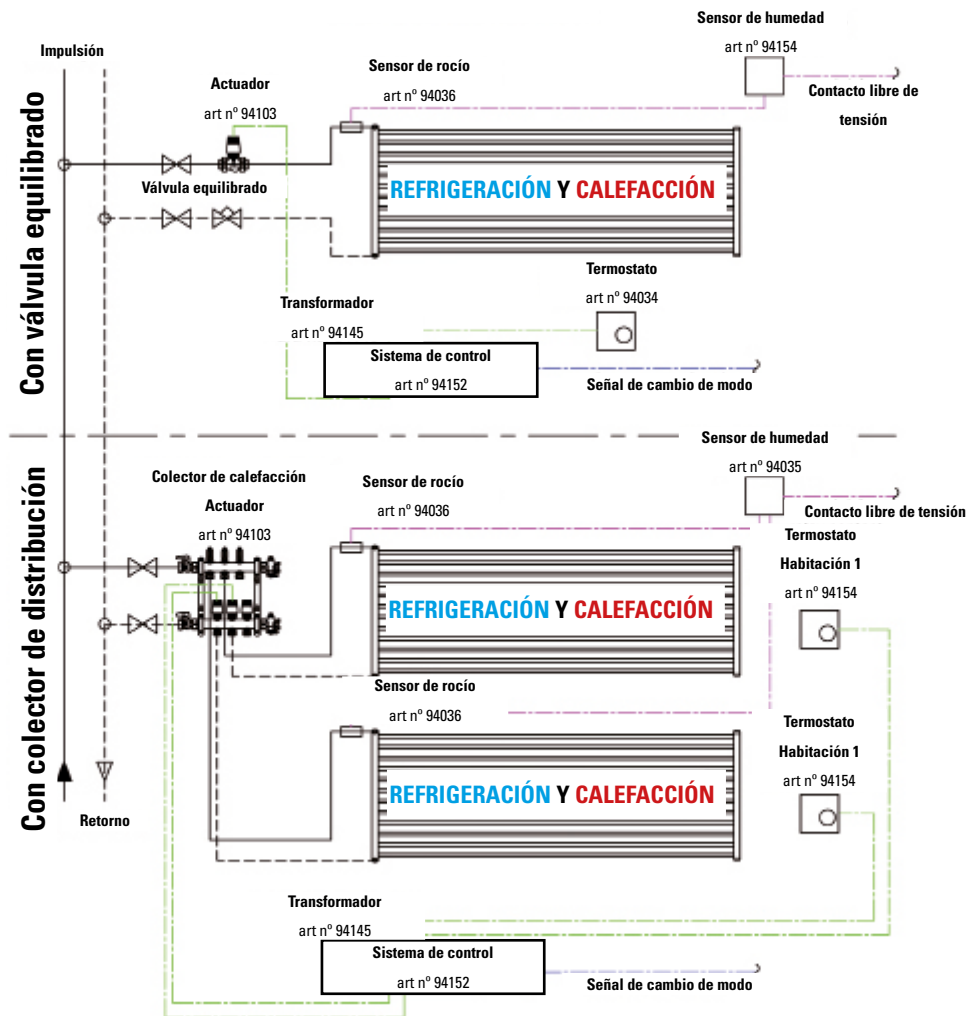 Sensor de humedad
art nº 94154
Impulsión
Sensor de rocío
art nº 94036
Actuador
art nº 94103
Contacto libre de
tensión
Válvula equilibrado
REFRIGERACIÓN Y CALEFACCIÓN
Con válvula equilibrado
Termostato
art nº 94034
Transformador
art nº 94145
Sistema de control
art nº 94152
Señal de cambio de modo
Sensor de humedad
art nº 94035
Colector de calefacción
Actuador
art nº 94103
Sensor de rocío
art nº 94036
Contacto libre de tensión
Termostato
Habitación 1
art nº 94154
REFRIGERACIÓN Y CALEFACCIÓN
Con colector de distribución
Sensor de rocío
art nº 94036
Termostato
Habitación 1
art nº 94154
REFRIGERACIÓN Y CALEFACCIÓN
Retorno
Transformador
art nº 94145
Sistema de control
art nº 94152
Señal de cambio de modo